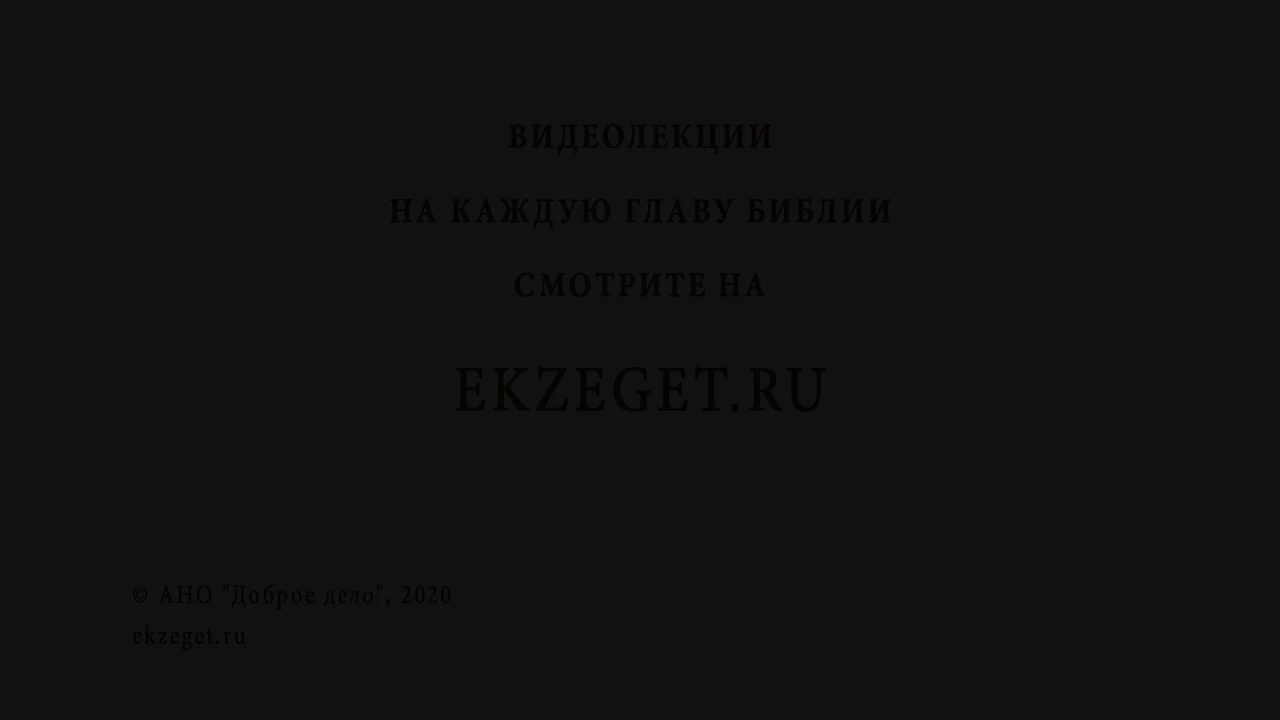 ВИДЕОЛЕКЦИИ
НА КАЖДУЮ ГЛАВУ БИБЛИИ
СМОТРИТЕ НА
EKZEGET.RU
© АНО "Доброе дело", 2020
ekzeget.ru